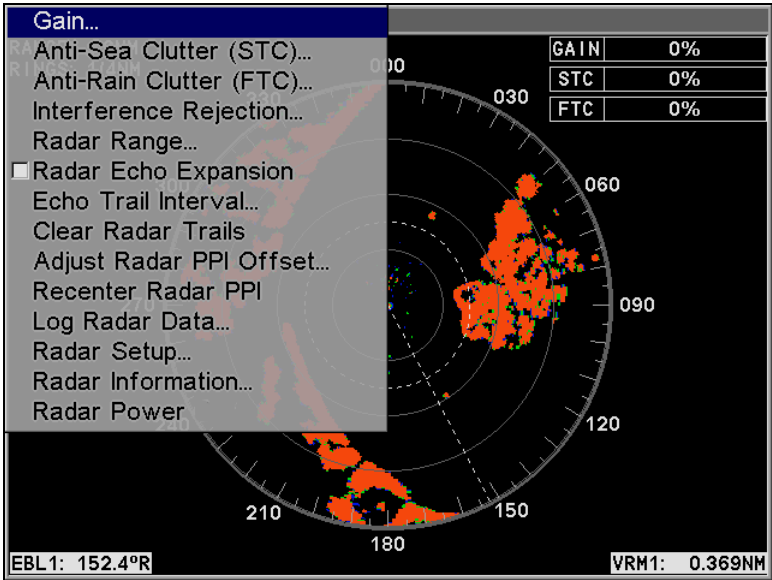 Gain...
Anti-Sea Clutter (STC)...
Anti-Rain Clutter (FTC)...
Interference Rejection...
Radar Range...
Radar Echo Expansion
Echo Trail Interval...
Clear Radar Trails
Adjust Radar PPI Offset...
Recenter Radar PPI
Log Radar Data...
Radar Setup...
Radar Information...
Radar Power
GAIN 0%
STC 0%
FTC 0%
000
030
060
090
120
150
180
210
240
270
300
330
EBL1: 152.4ºR
VRM1: 0.369NM